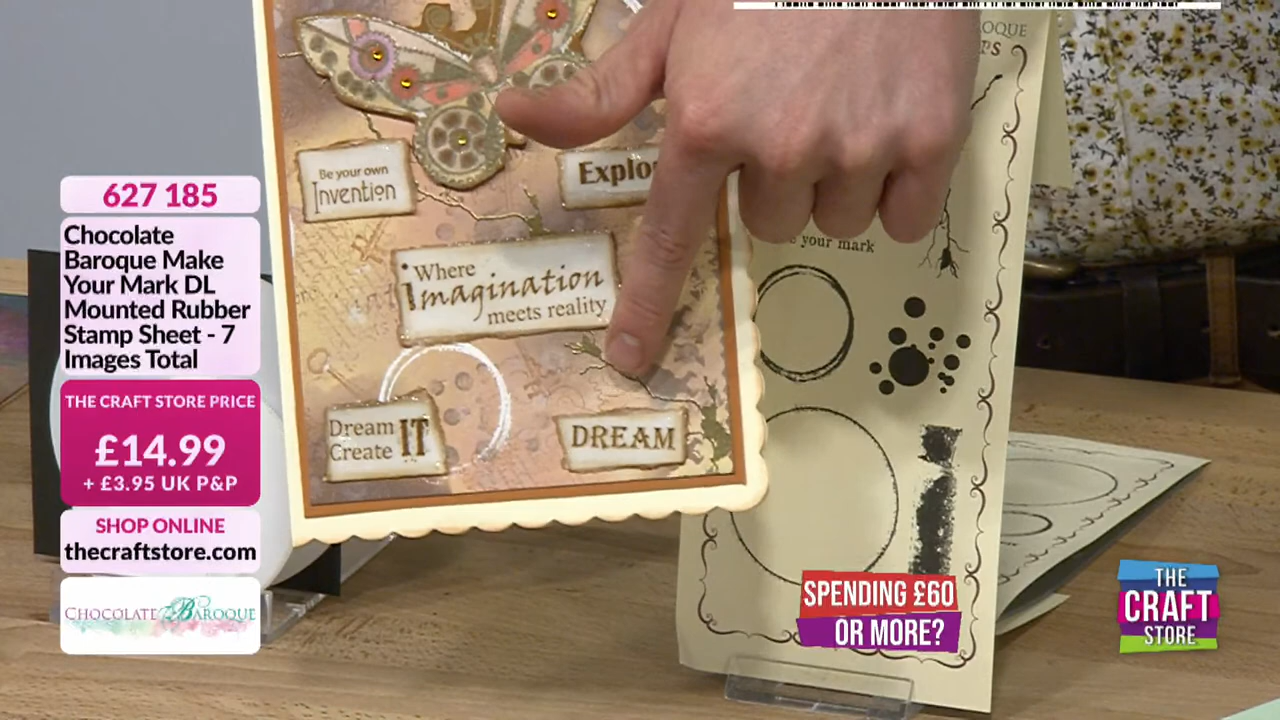 627 185
Chocolate
Baroque Make
Your Mark DL
Mounted Rubber
Stamp Sheet - 7
Images Total
THE CRAFT STORE PRICE
£14.99
+ £3.95 UK P&P
SHOP ONLINE
thecraftstore.com
CHOCOLATE BAROQUE
Be your own
Invention
Explo
Where
Imagination
meets reality
Dream
Create IT
DREAM
OQUE
PS
your mark
SPENDING £60
OR MORE?
THE
CRAFT
STORE